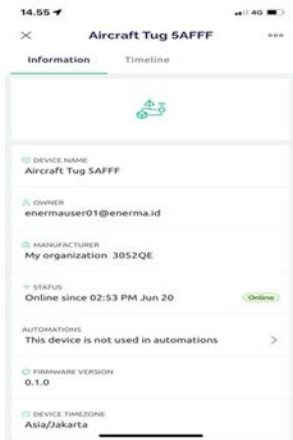 14.55
4G
Aircraft Tug 5AFFF
Information Timeline
DEVICE NAME
Aircraft Tug 5AFFF
OWNER
enermauser01@enerma.id
MANUFACTURER
My organization 3052QE
STATUS
Online since 02:53 PM Jun 20
Online
AUTOMATIONS
This device is not used in automations
FIRMWARE VERSION
0.1.0
DEVICE TIMEZONE
Asia/Jakarta